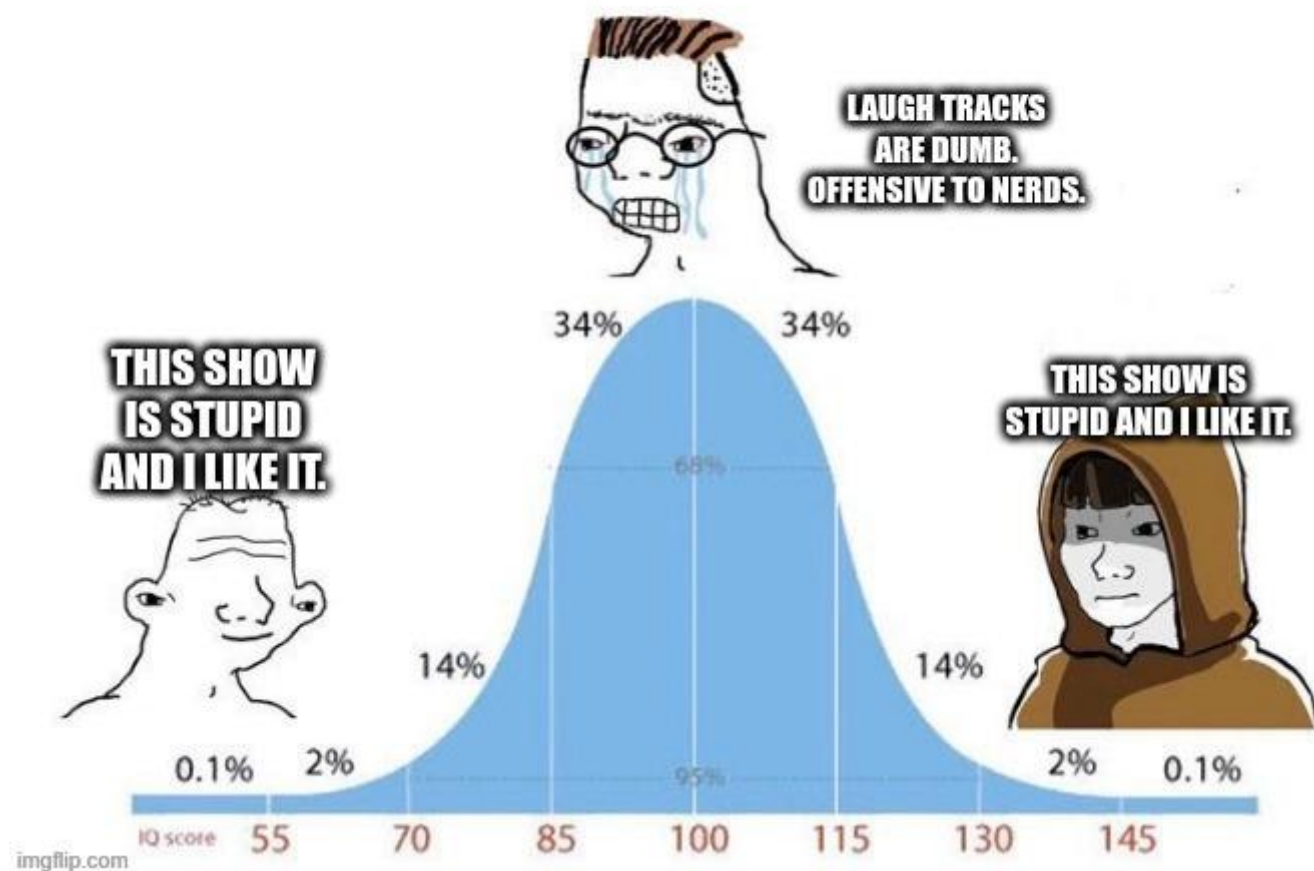 LAUGH TRACKS
ARE DUMB.
OFFENSIVE TO NERDS.
34%
34%
THIS SHOW
IS STUPID
AND I LIKE IT.
THIS SHOW IS
STUPID AND I LIKE IT.
68%
14%
14%
0.1%
2%
95%
2%
0.1%
IQ score
55
70
85
100
115
130
145
imgflip.com